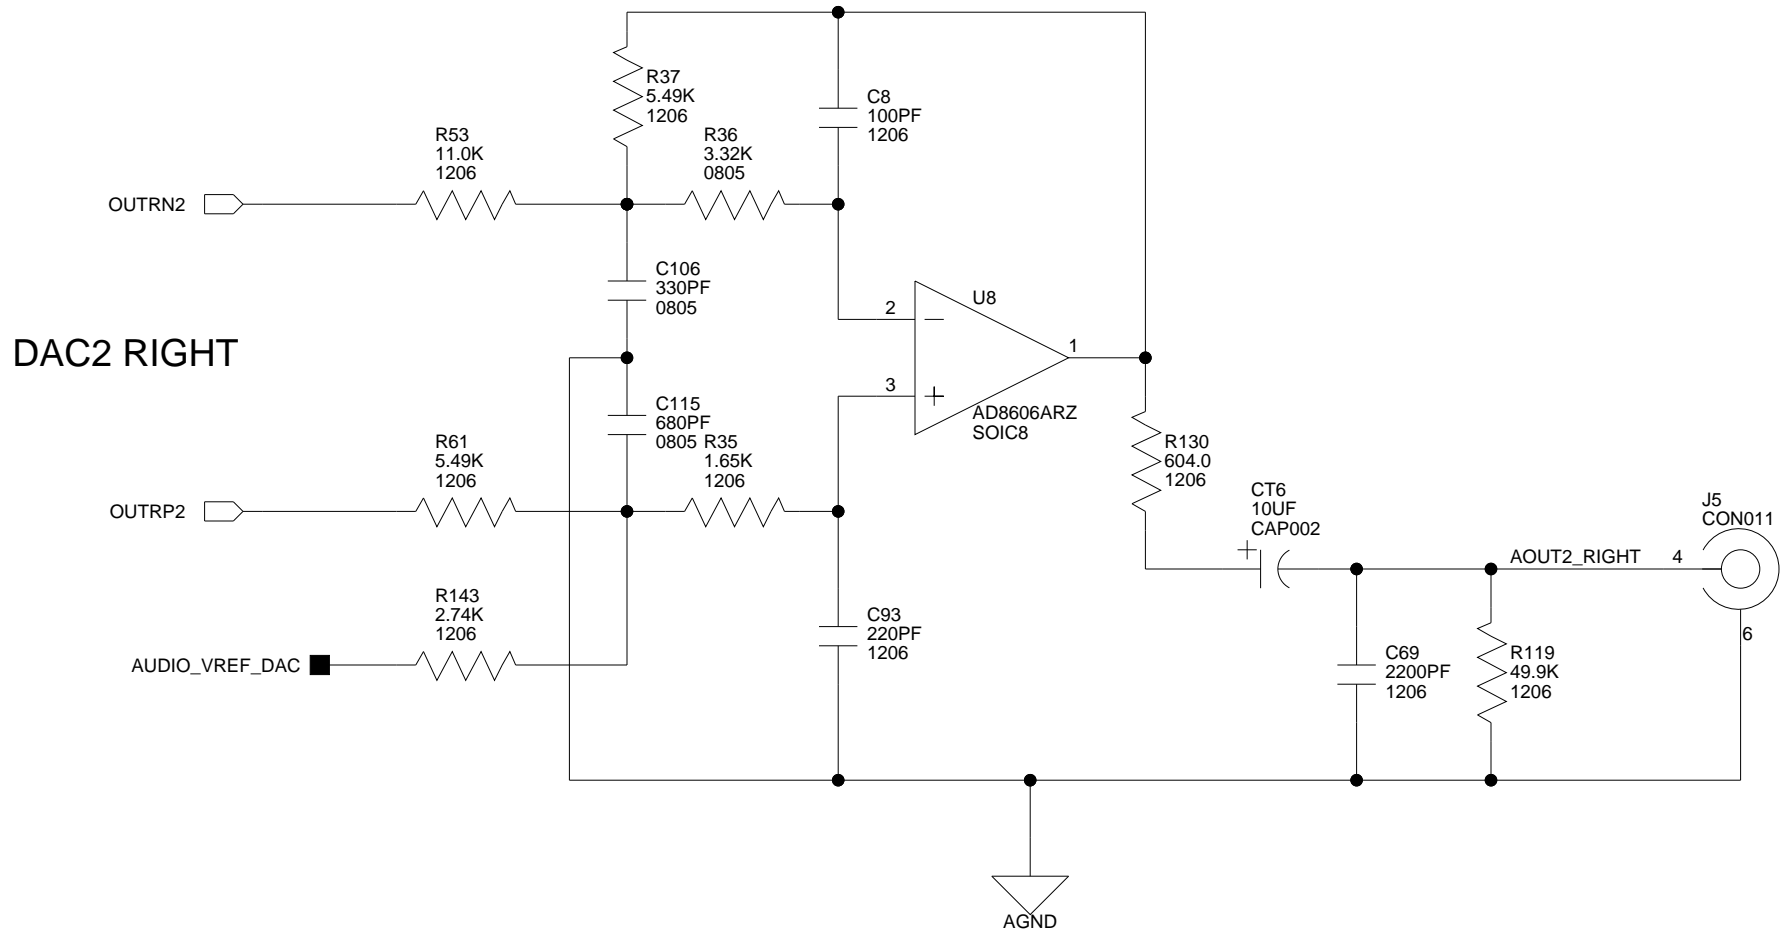 R37
5.49K
1206
C8
100PF
1206
R53
11.0K
1206
R36
3.32K
0805
OUTRN2
C106
330PF
0805
2
U8
DAC2 RIGHT
1
3
AD8606ARZ
SOIC8
C115
680PF
0805
R61
5.49K
1206
R35
1.65K
1206
R130
604.0
1206
OUTRP2
CT6
10UF
CAP002
J5
CON011
AOUT2_RIGHT
4
6
R143
2.74K
1206
AUDIO_VREF_DAC
C93
220PF
1206
C69
2200PF
1206
R119
49.9K
1206
AGND